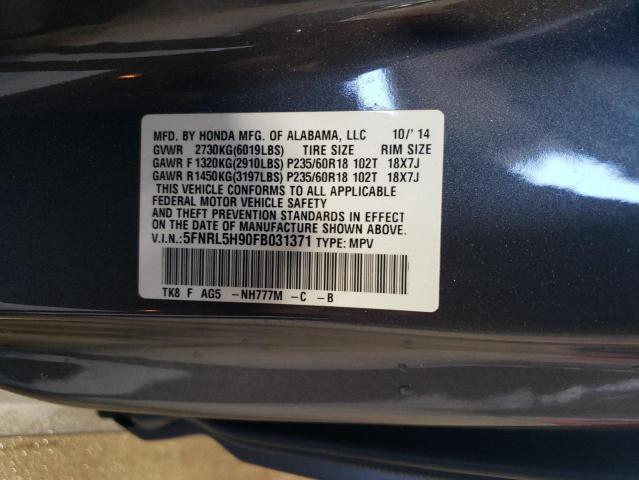 MFD. BY HONDA MFG. OF ALABAMA, LLC 10/'14
GVWR 2730KG(6019LBS) TIRE SIZE RIM SIZE
GAWR F 1320KG(2910LBS) P235/60R18 102T 18X7J
GAWR R1450KG(3197LBS) P235/60R18 102T 18X7J
THIS VEHICLE CONFORMS TO ALL APPLICABLE
FEDERAL MOTOR VEHICLE SAFETY
AND THEFT PREVENTION STANDARDS IN EFFECT
ON THE DATE OF MANUFACTURE SHOWN ABOVE.
V.I.N.:5FNRL5H90FB031371 TYPE: MPV
TK8 F AG5 -NH777M -C -B